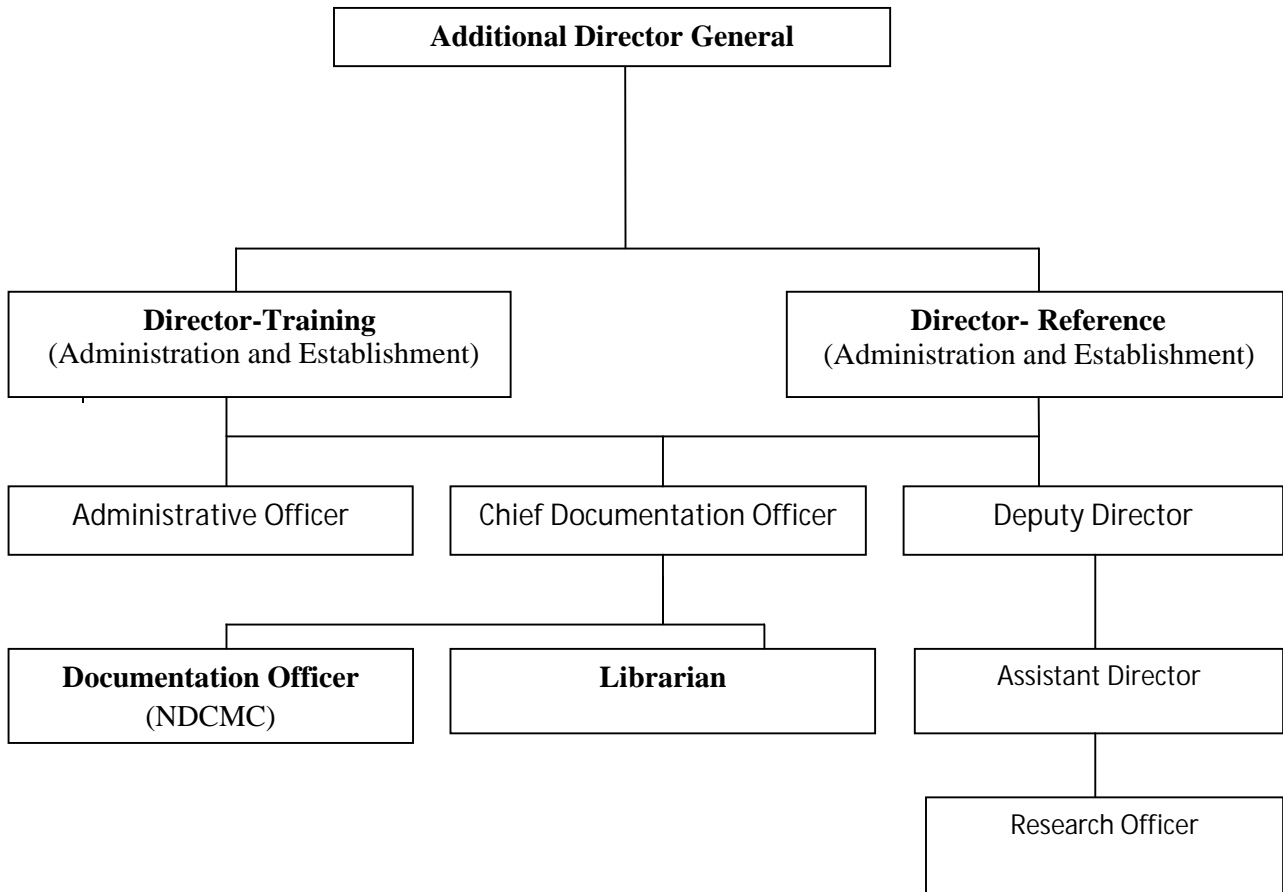 Additional Director General
Director-Training
(Administration and Establishment)
Director- Reference
(Administration and Establishment)
Administrative Officer
Chief Documentation Officer
Deputy Director
Documentation Officer
(NDCMC)
Librarian
Assistant Director
Research Officer